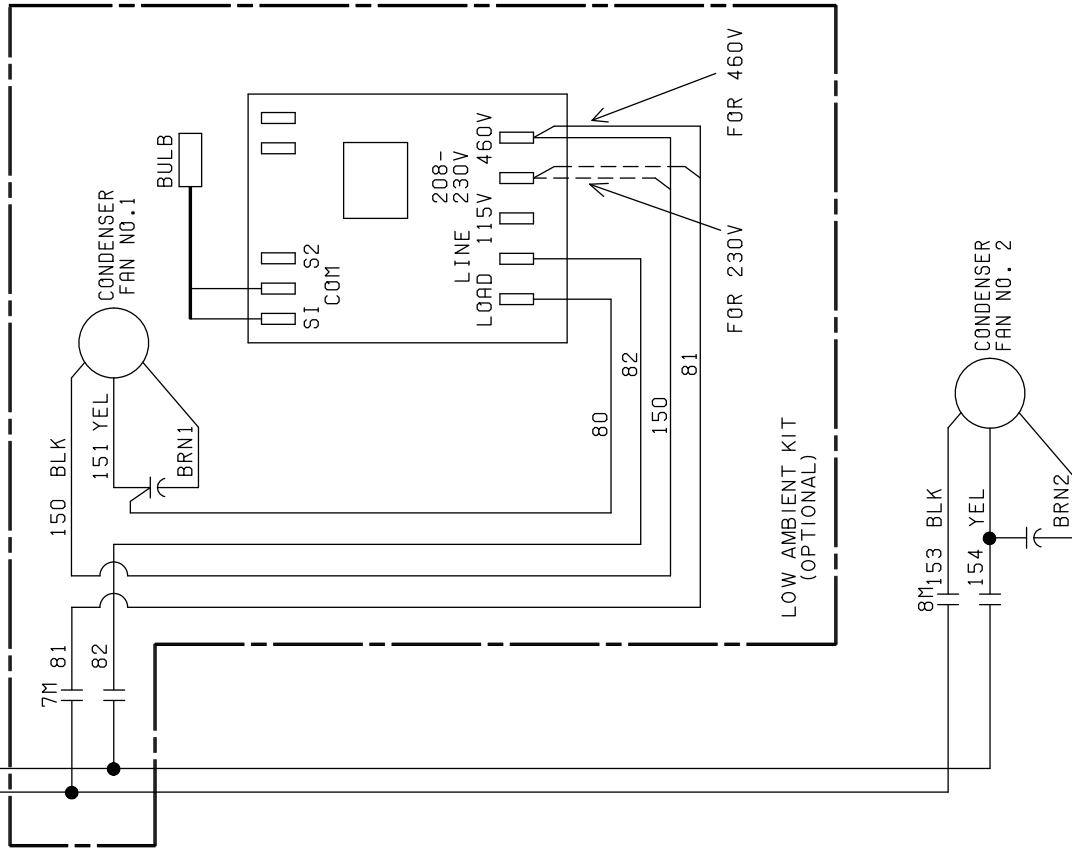 BULB
CONDENSER
FAN NO.1
150 BLK
151 YEL
BRN1
7M
81
82
SI
COM
S2
LOAD
LINE
115V
208-
230V
460V
FOR 460V
FOR 230V
80
82
150
81
LOW AMBIENT KIT
(OPTIONAL)
CONDENSER
FAN NO. 2
8M
153 BLK
154 YEL
BRN2